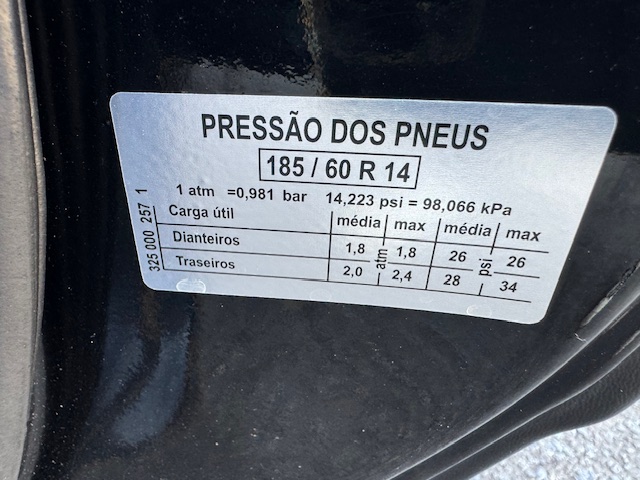 PRESSÃO DOS PNEUS
185 / 60 R 14
1 atm =0,981 bar 14,223 psi = 98,066 kPa
Carga útil média max média max
Dianteiros 1,8 1,8 26 26
Traseiros 2,0 2,4 28 34
atm
psi
325 000 257 1